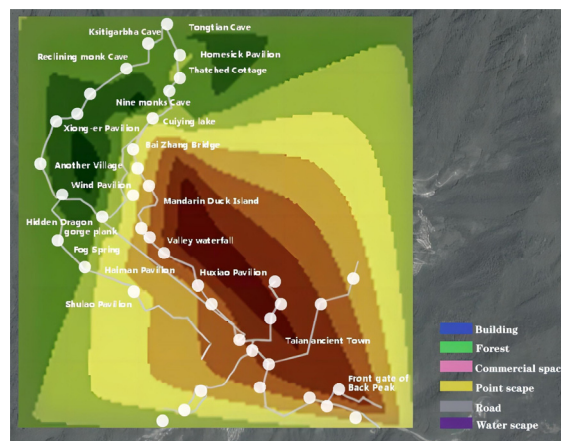 Tongtian Cave
Ksitigarbha Cave
Homesick Pavilion
Reclining monk Cave
Thatched Cottage
Nine monks Cave
Cuiying lake
Xiong-er Pavilion
Bai Zhang Bridge
Another Village
Wind Pavilion
Mandarin Duck Island
Hidden Dragon
gorge plank
Valley waterfall
Fog Spring
Huxiao Pavilion
Shulao Pavilion
Taian ancient Town
Front gate of
Back Peak
Building
Forest
Commercial spac
Point scape
Road
Water scape